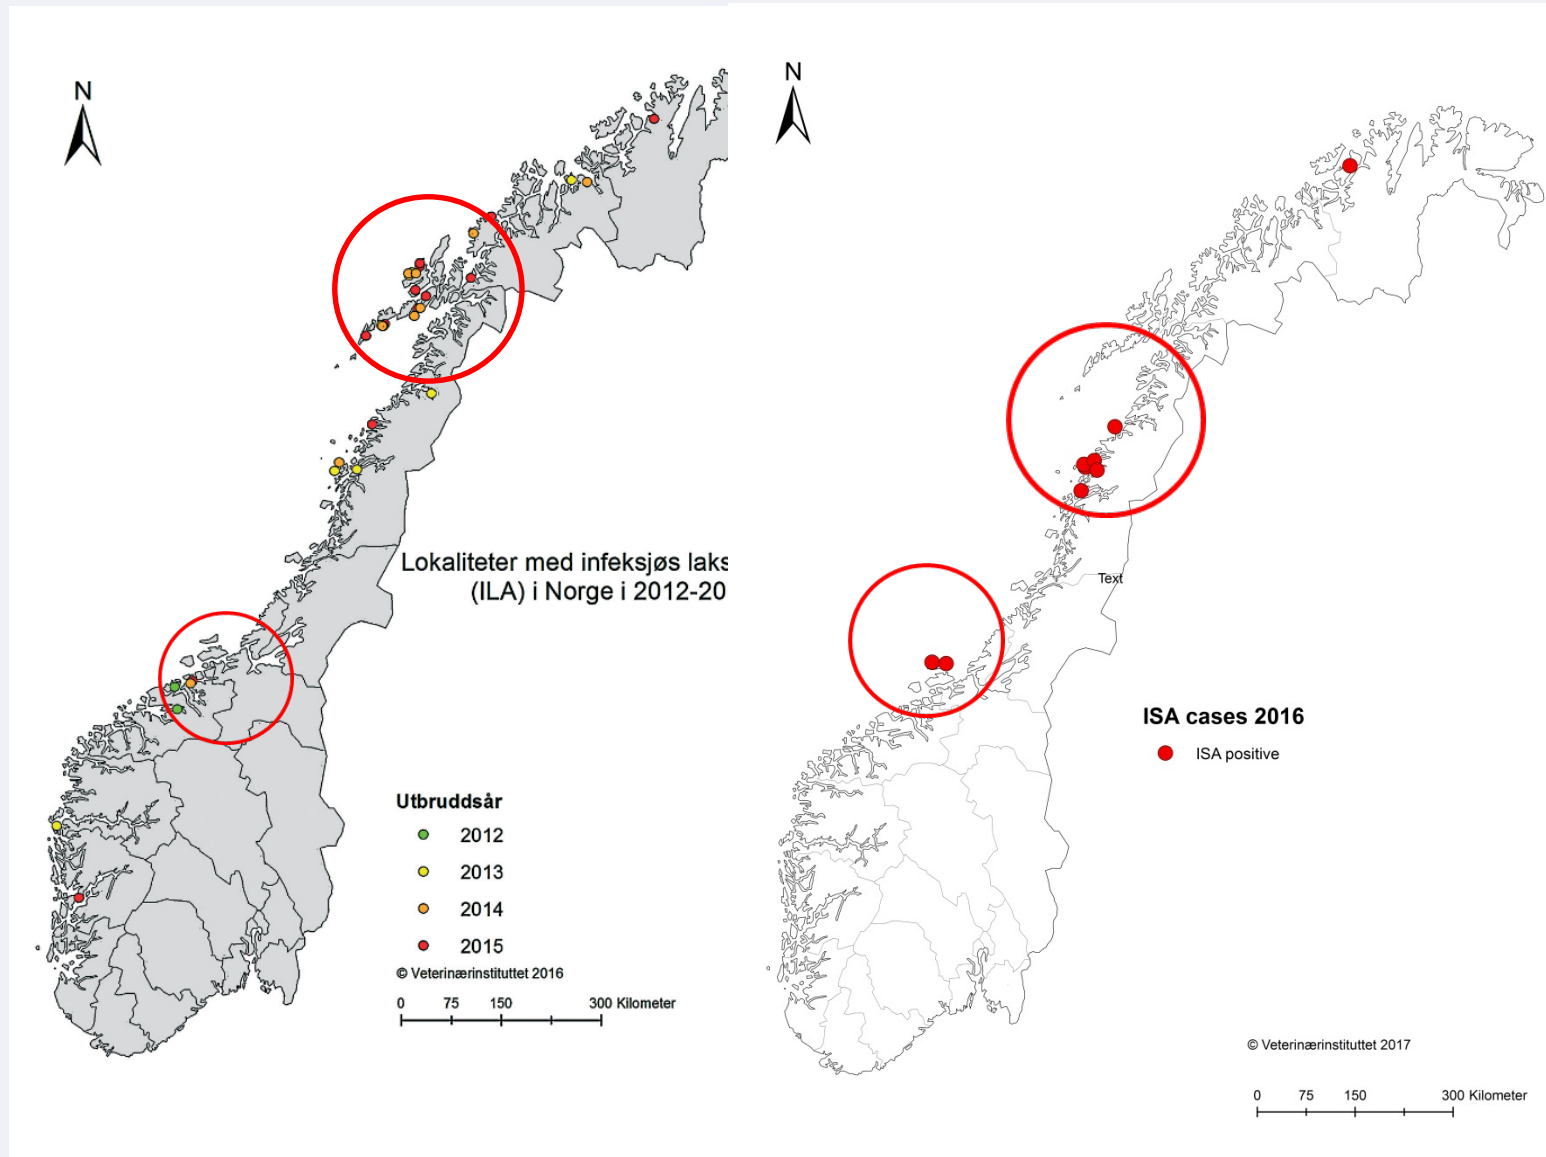 N
Lokaliteter med infeksjøs laks
(ILA) i Norge i 2012-20
Utbruddsår
2012
2013
2014
2015
© Veterinærinstituttet 2016
0 75 150 300 Kilometer
N
Text
ISA cases 2016
ISA positive
© Veterinærinstituttet 2017
0 75 150 300 Kilometer